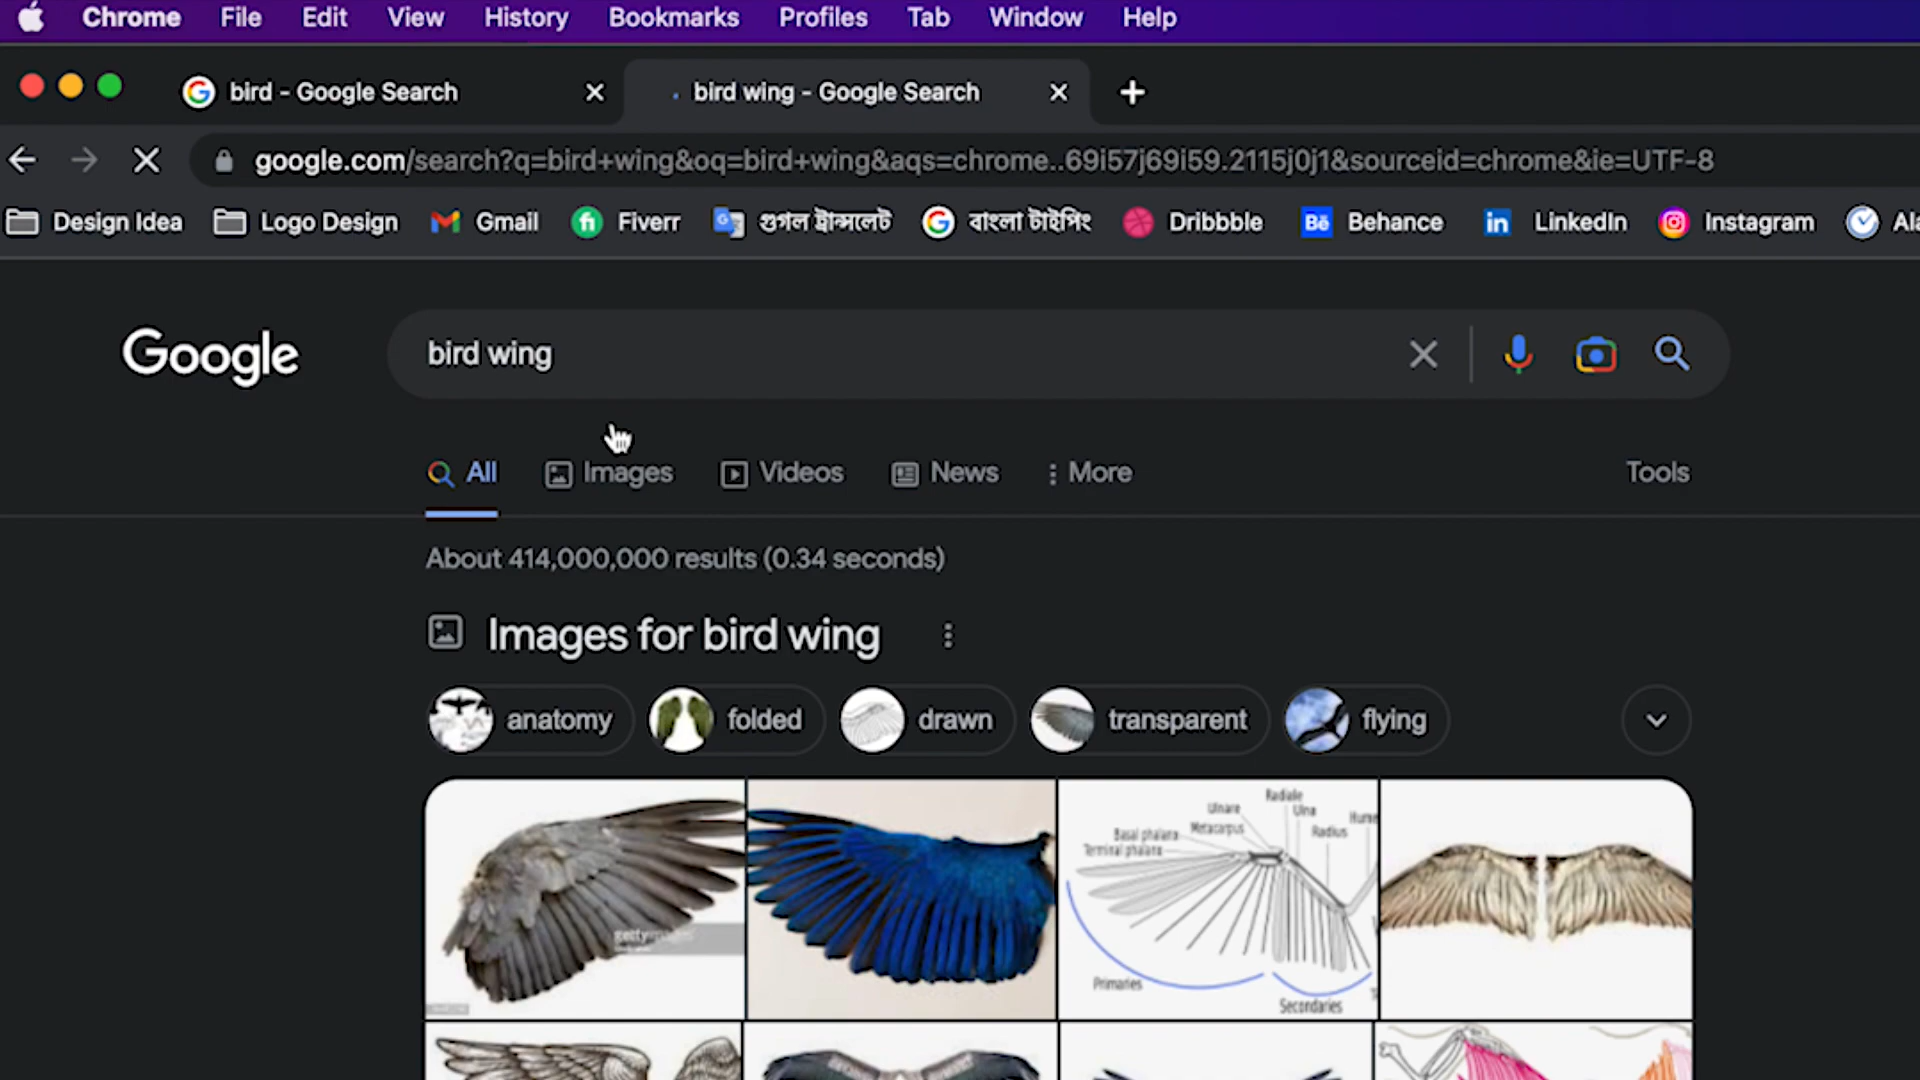 Chrome File Edit View History Bookmarks Profiles Tab Window Help
bird - Google Search bird wing - Google Search
google.com/search?q=bird+wing&oq=bird+wing&aqs=chrome..69i57j69i59.2115j0j1&sourceid=chrome&ie=UTF-8
Design Idea Logo Design Gmail Fiverr গুগল ট্রান্সলেট বাংলা টাইপিং Dribbble Behance LinkedIn Instagram
Google bird wing
All Images Videos News More Tools
About 414,000,000 results (0.34 seconds)
Images for bird wing
anatomy folded drawn transparent flying
Radiale
Ulnare Ulna
Basal phalanx Metacarpus Radius
Terminal phalanx
gettyimages
Primaries
Secondaries